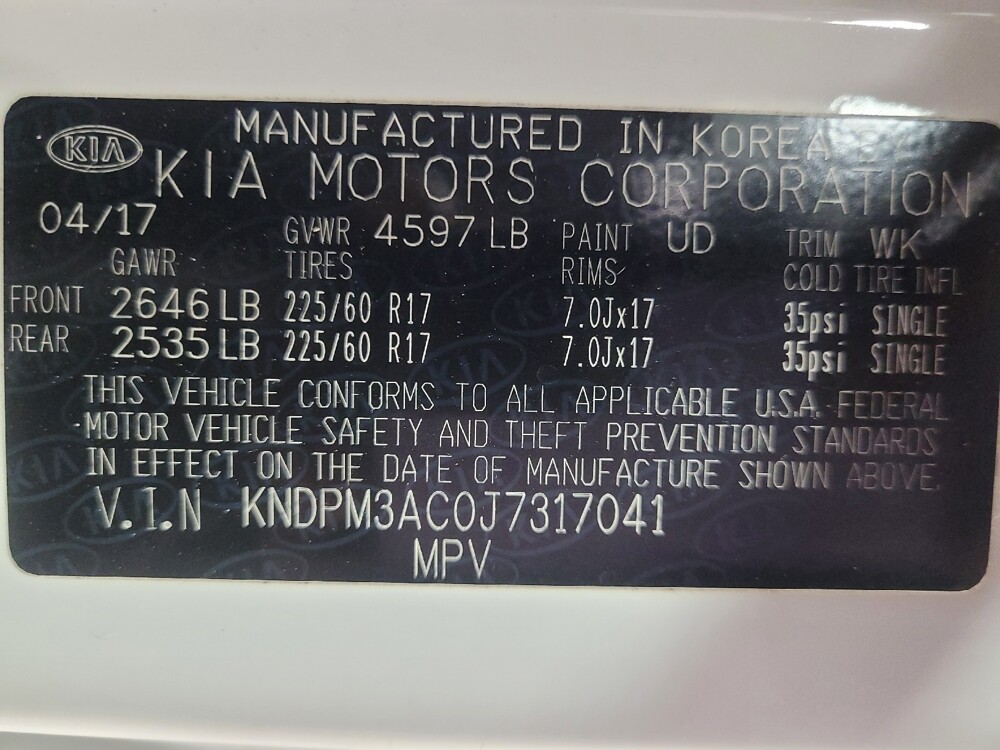 KIA MANUFACTURED IN KOREA
KIA MOTORS CORPORATION
04/17 GVWR 4597 LB PAINT UD TRIM WK
GAWR TIRES RIMS COLD TIRE INFL
FRONT 2646 LB 225/60 R17 7.0Jx17 35psi SINGLE
REAR 2535 LB 225/60 R17 7.0Jx17 35psi SINGLE
THIS VEHICLE CONFORMS TO ALL APPLICABLE U.S.A. FEDERAL
MOTOR VEHICLE SAFETY AND THEFT PREVENTION STANDARDS
IN EFFECT ON THE DATE OF MANUFACTURE SHOWN ABOVE.
V.I.N KNDPM3AC0J7317041
MPV